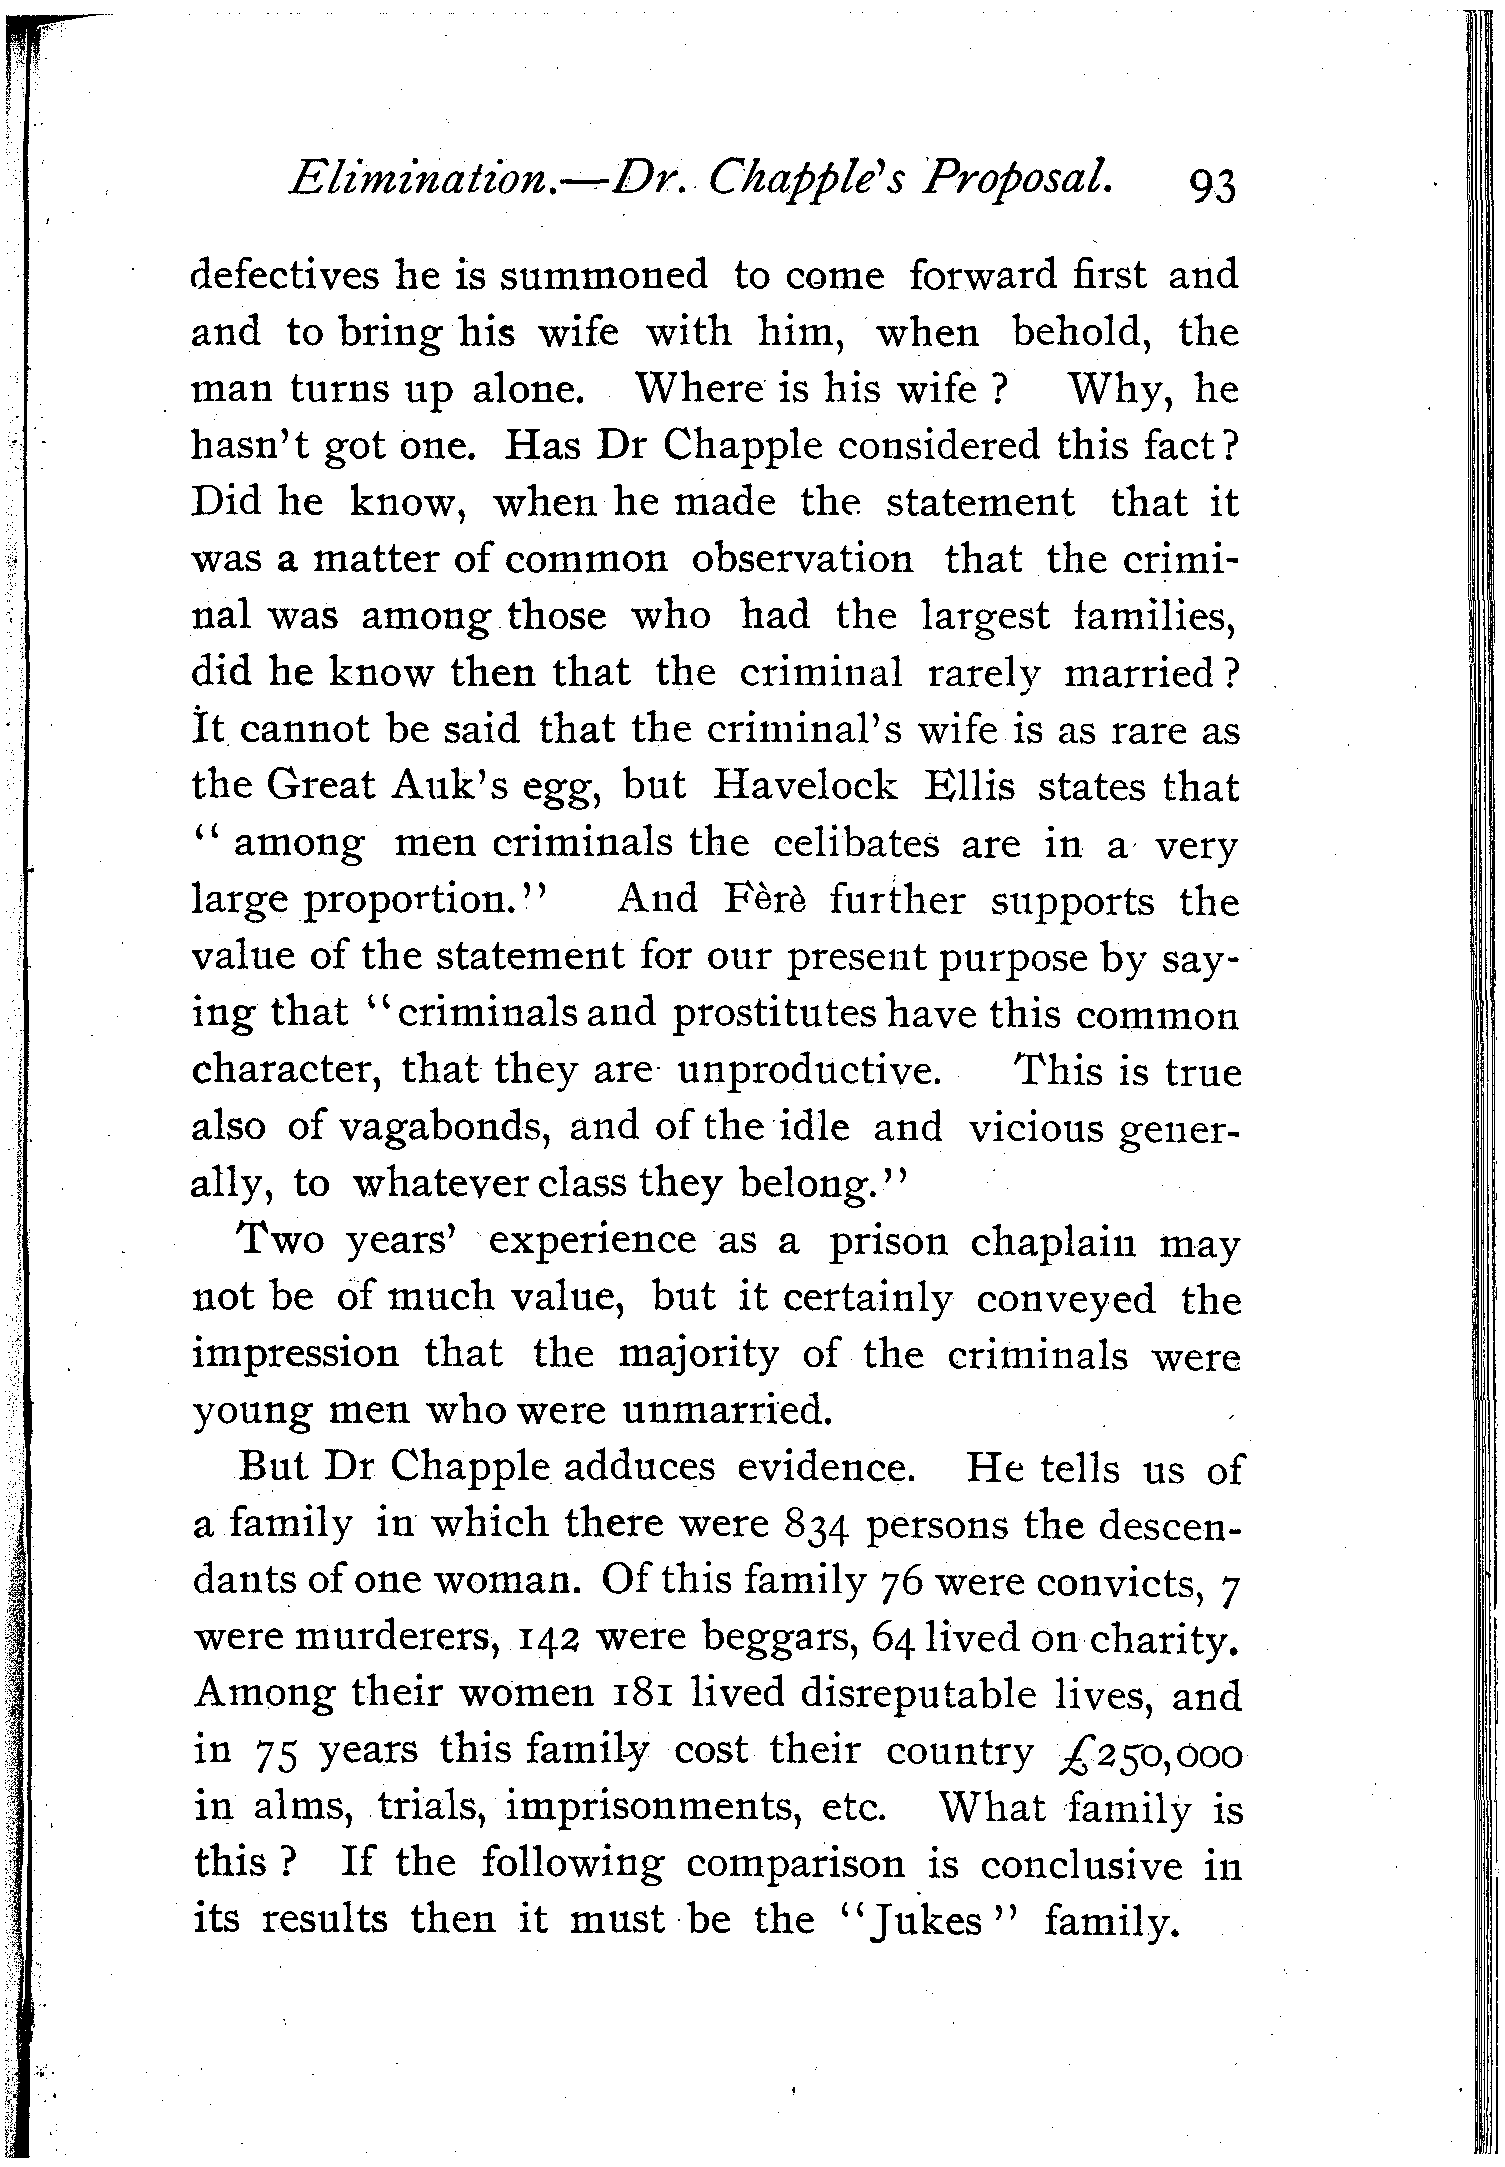 Elimination.—Dr. Chapple's Proposal. 93
defectives he is summoned to come forward first and
and to bring his wife with him, when behold, the
man turns up alone. Where is his wife ? Why, he
hasn't got one. Has Dr Chapple considered this fact ?
Did he know, when he made the statement that it
was a matter of common observation that the crimi-
nal was among those who had the largest families,
did he know then that the criminal rarely married ?
It cannot be said that the criminal's wife is as rare as
the Great Auk's egg, but Havelock Ellis states that
“ among men criminals the celibates are in a very
large proportion.” And Fèrè further supports the
value of the statement for our present purpose by say-
ing that “criminals and prostitutes have this common
character, that they are unproductive. This is true
also of vagabonds, and of the idle and vicious gener-
ally, to whatever class they belong.”
Two years' experience as a prison chaplain may
not be of much value, but it certainly conveyed the
impression that the majority of the criminals were
young men who were unmarried.
But Dr Chapple adduces evidence. He tells us of
a family in which there were 834 persons the descen-
dants of one woman. Of this family 76 were convicts, 7
were murderers, 142 were beggars, 64 lived on charity.
Among their women 181 lived disreputable lives, and
in 75 years this family cost their country £250,000
in alms, trials, imprisonments, etc. What family is
this ? If the following comparison is conclusive in
its results then it must be the “Jukes” family.